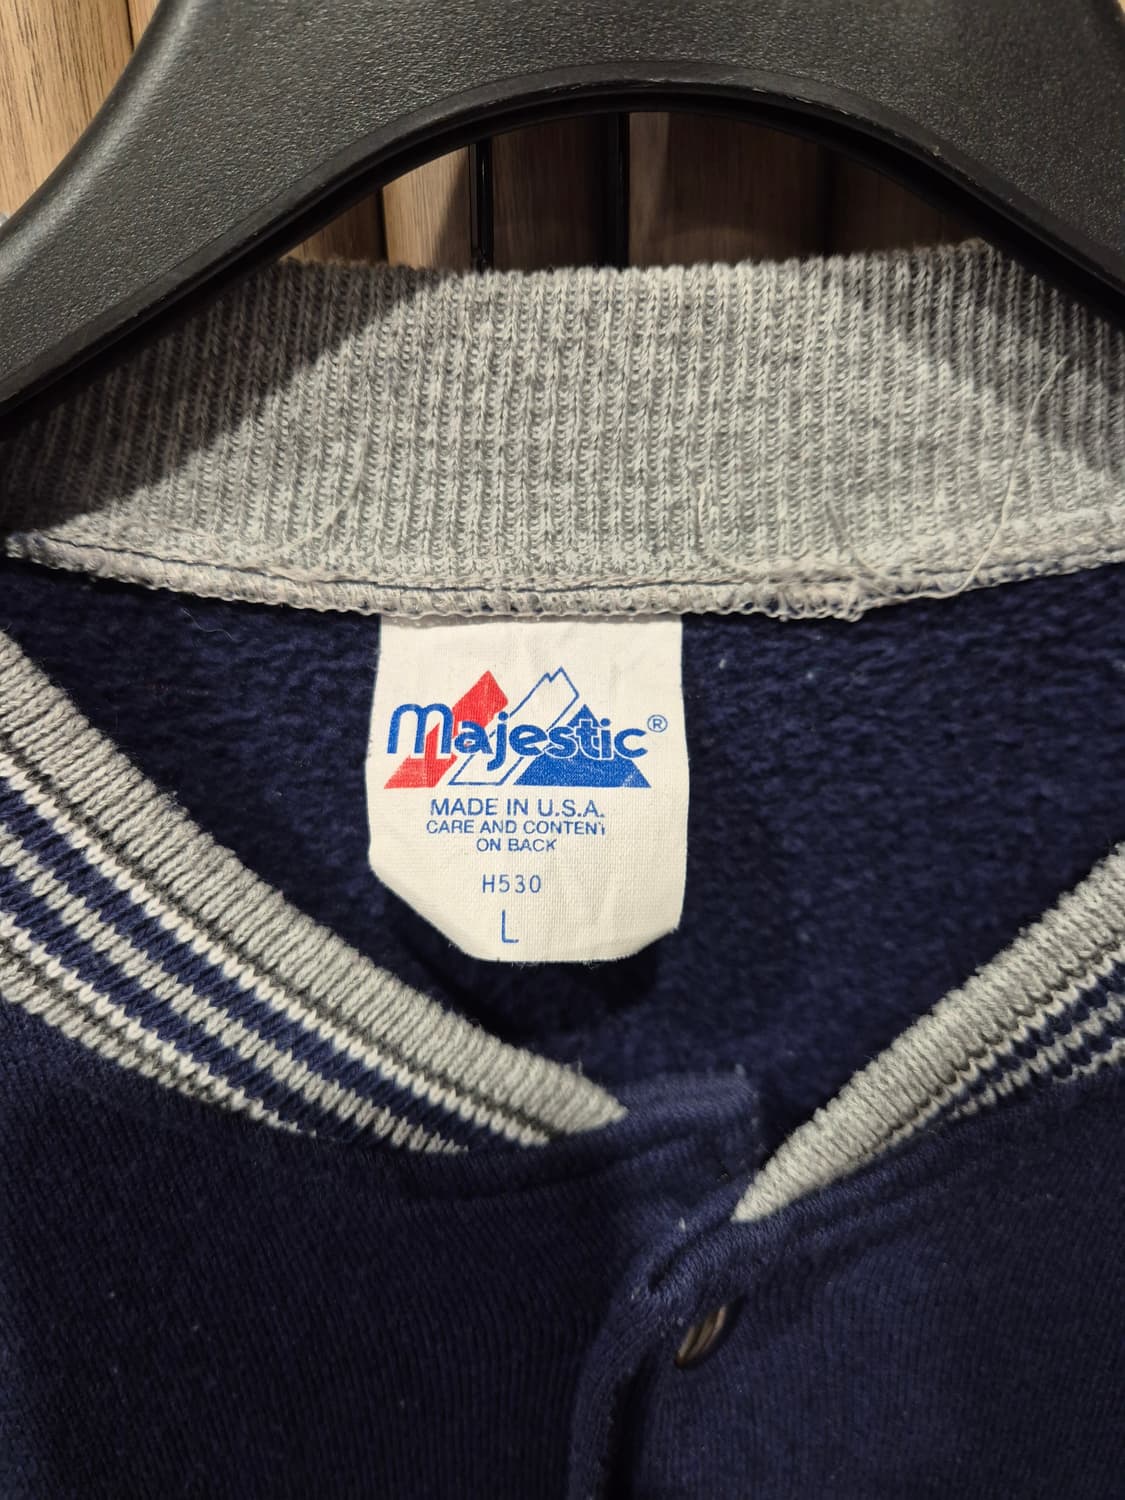 Majestic®
MADE IN U.S.A.
CARE AND CONTENT
ON BACK
H530
L